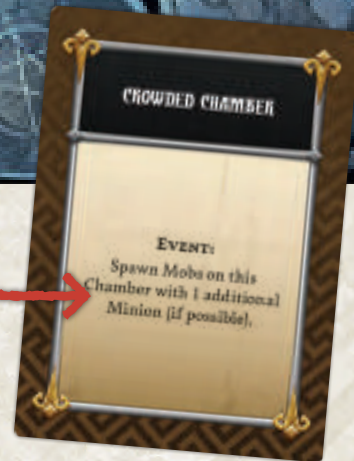 CROWDED CHAMBER
EVENT:
Spawn Mobs on this
Chamber with 1 additional
Minion (if possible).